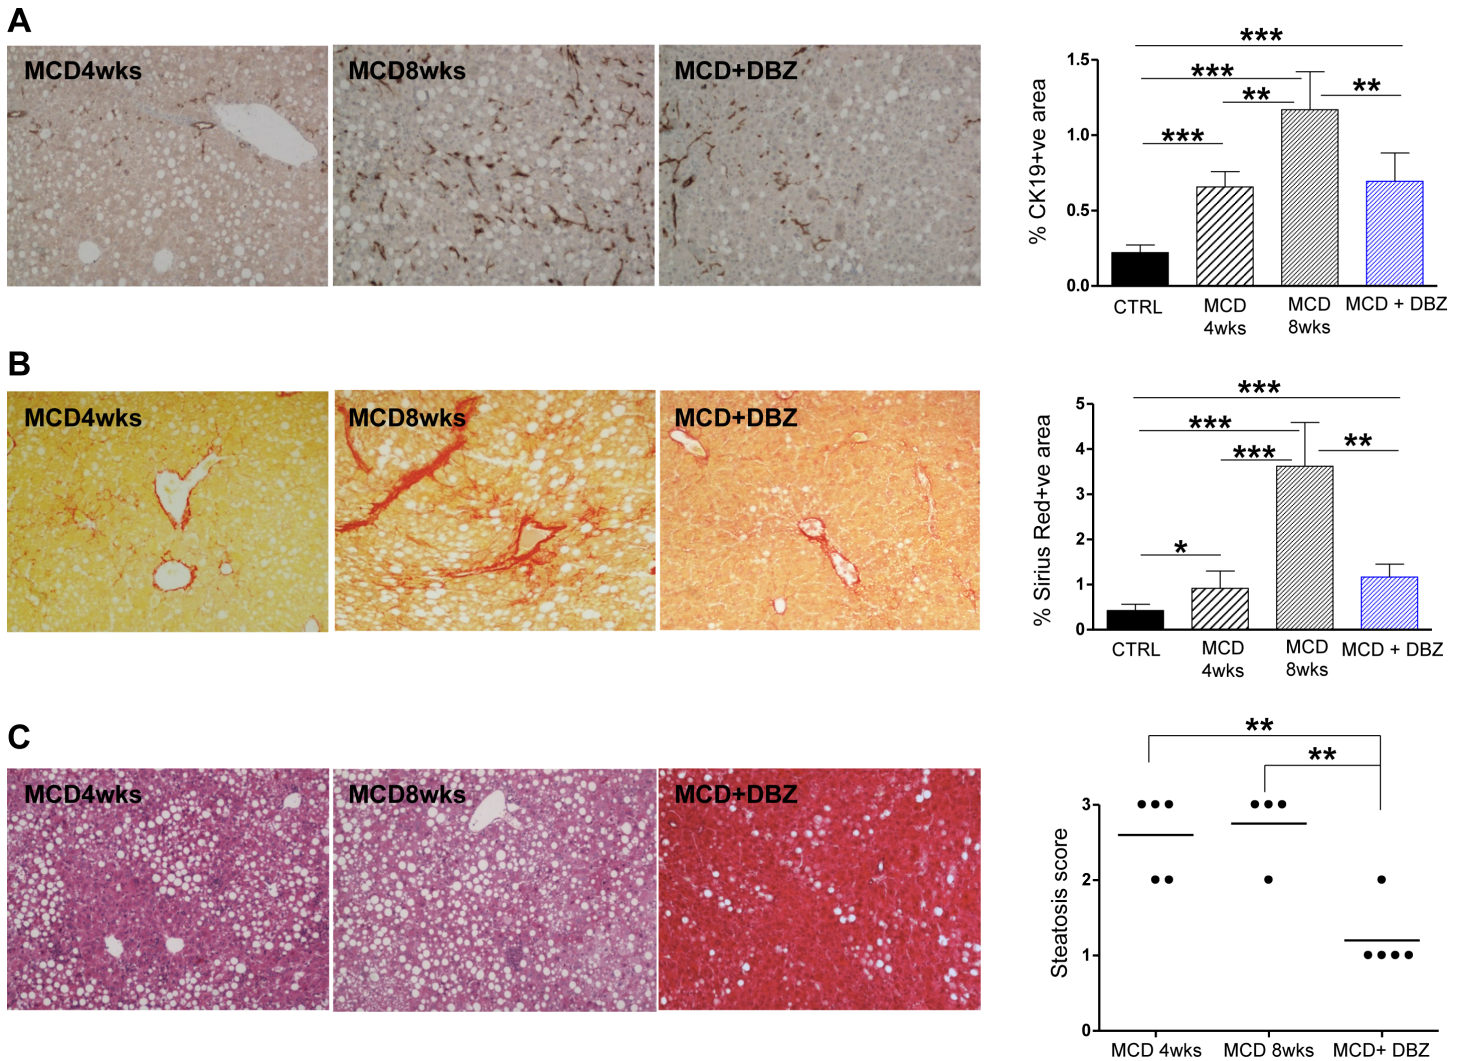 A
MCD4wks
MCD8wks
MCD+DBZ
% CK19+ve area
1.5
1.0
0.5
0.0
***
***
**
**
***
CTRL
MCD
4wks
MCD
8wks
MCD + DBZ
B
MCD4wks
MCD8wks
MCD+DBZ
% Sirius Red+ve area
5
4
3
2
1
0
***
***
***
**
*
CTRL
MCD
4wks
MCD
8wks
MCD + DBZ
C
MCD4wks
MCD8wks
MCD+DBZ
Steatosis score
3
2
1
0
**
**
MCD 4wks
MCD 8wks
MCD+ DBZ